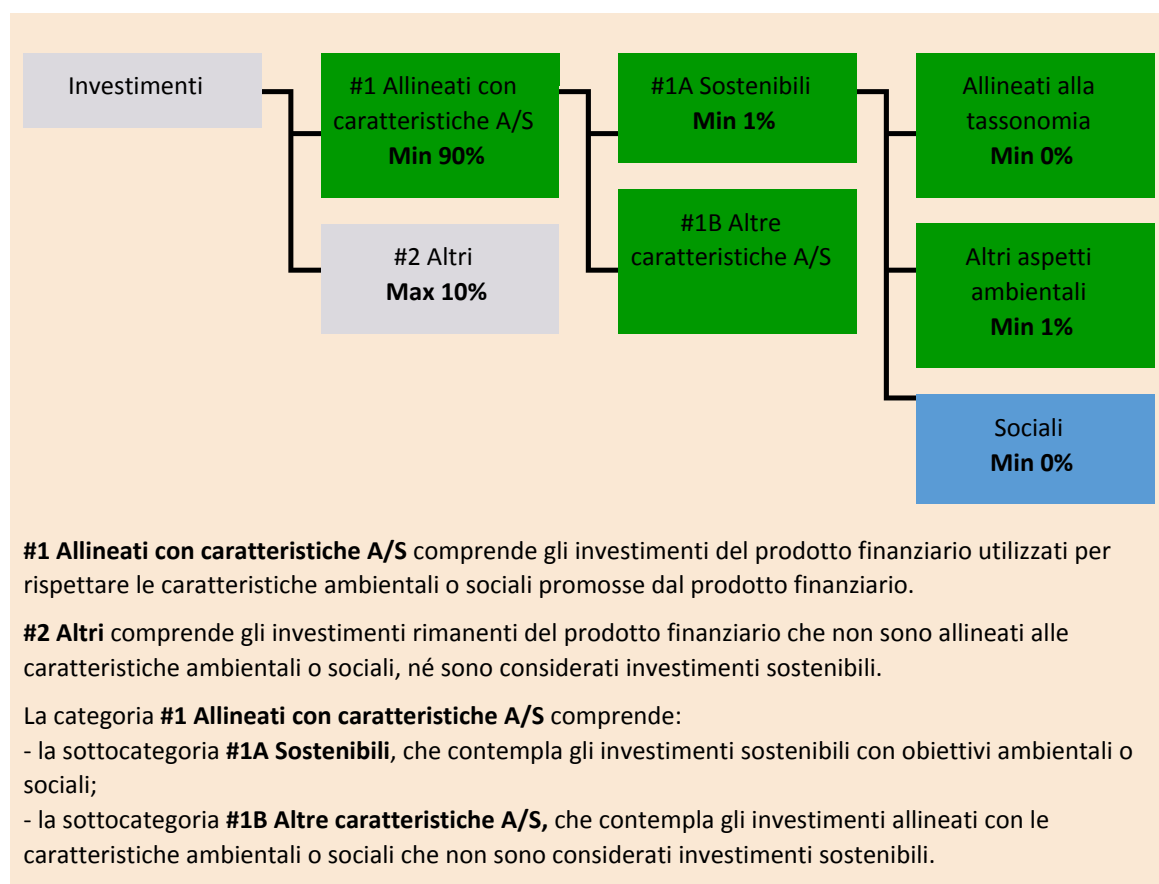 Investimenti
#1 Allineati con
caratteristiche A/S
Min 90%
#2 Altri
Max 10%
#1A Sostenibili
Min 1%
#1B Altre
caratteristiche A/S
Allineati alla
tassonomia
Min 0%
Altri aspetti
ambientali
Min 1%
Sociali
Min 0%
#1 Allineati con caratteristiche A/S comprende gli investimenti del prodotto finanziario utilizzati per
rispettare le caratteristiche ambientali o sociali promosse dal prodotto finanziario.
#2 Altri comprende gli investimenti rimanenti del prodotto finanziario che non sono allineati alle
caratteristiche ambientali o sociali, né sono considerati investimenti sostenibili.
La categoria #1 Allineati con caratteristiche A/S comprende:
- la sottocategoria #1A Sostenibili, che contempla gli investimenti sostenibili con obiettivi ambientali o
sociali;
- la sottocategoria #1B Altre caratteristiche A/S, che contempla gli investimenti allineati con le
caratteristiche ambientali o sociali che non sono considerati investimenti sostenibili.